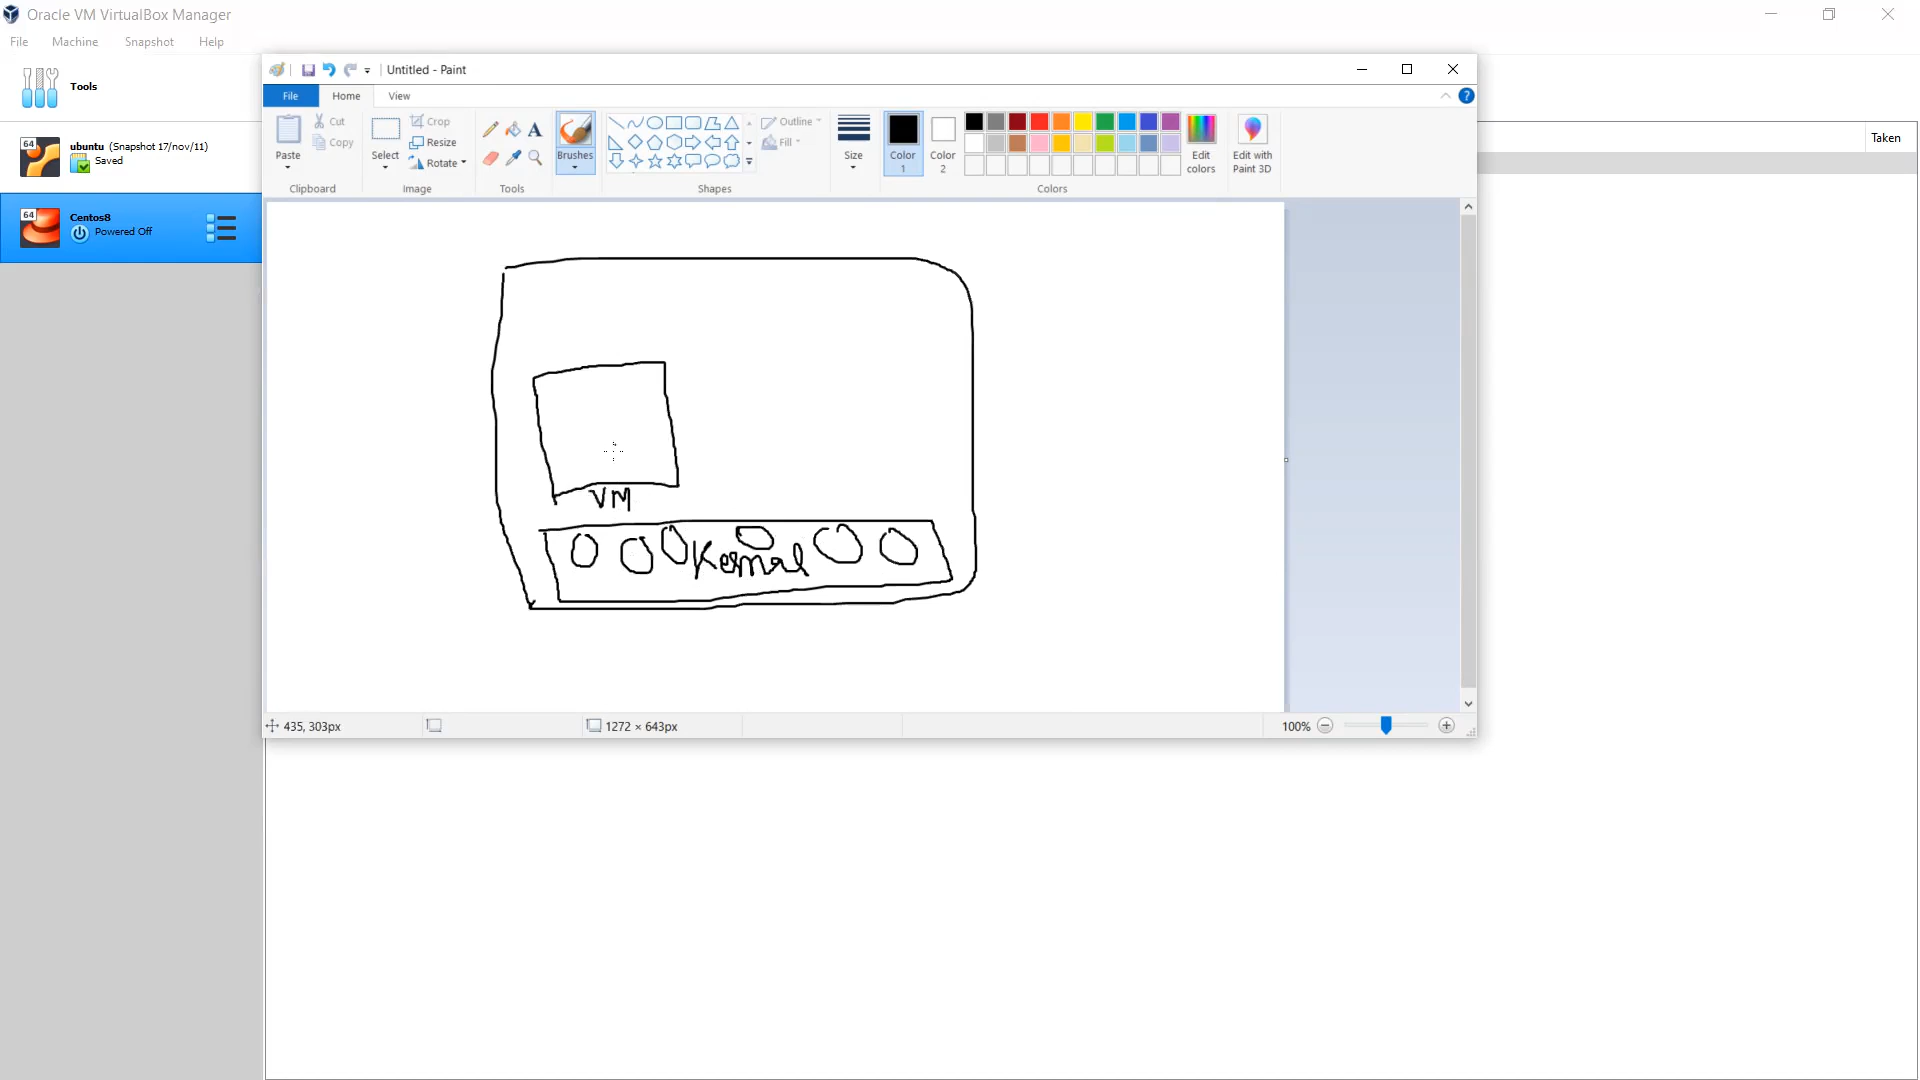 Oracle VM VirtualBox Manager
File Machine Snapshot Help
Tools
64 ubuntu (Snapshot 17/nov/11)
Saved
64 Centos8
Powered Off
Taken
Untitled - Paint
File Home View
Paste
Cut
Copy
Clipboard
Select
Crop
Resize
Rotate
Image
A
Tools
Brushes
Outline
Fill
Shapes
Size
Color 1
Color 2
Edit colors
Edit with Paint 3D
Colors
VM
Kernal
435, 303px
1272 × 643px
100%